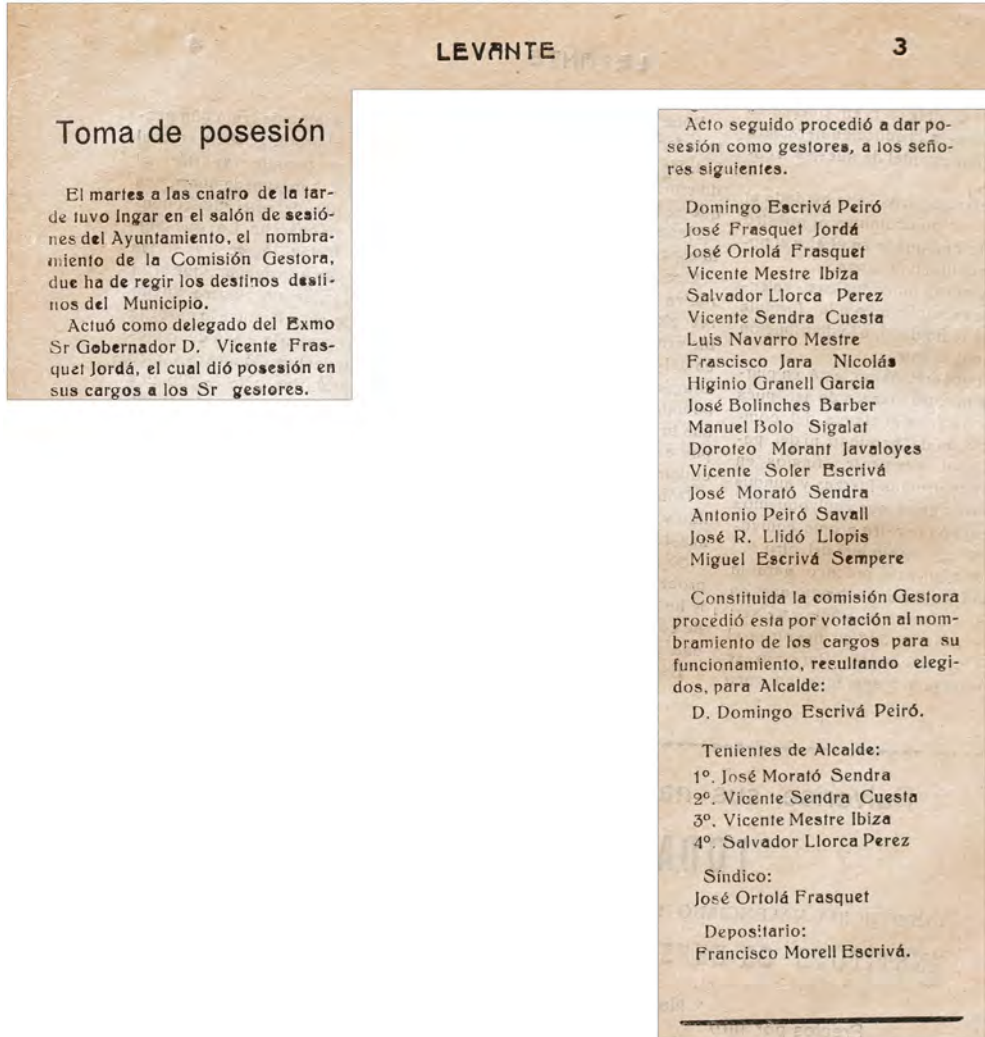 LEVANTE
3
Toma de posesión
El martes a las cnatro de la tar-
de tuvo lngar en el salón de sesió-
nes del Ayuntamiento, el nombra-
miento de la Comisión Gestora,
due ha de regir los destinos desti-
nos del Municipio.
Actuó como delegado del Exmo
Sr Gobernador D. Vicente Fras-
quet Jordá, el cual dió posesión en
sus cargos a los Sr gestores.
Acto seguido procedió a dar po-
sesión como gestores, a los seño-
res siguientes.
Domingo Escrivá Peiró
José Frasquet Jordá
José Ortolá Frasquet
Vicente Mestre Ibiza
Salvador Llorca Perez
Vicente Sendra Cuesta
Luis Navarro Mestre
Frascisco Jara Nicolás
Higinio Granell Garcia
José Bolinches Barber
Manuel Bolo Sigalat
Doroteo Morant Javaloyes
Vicente Soler Escrivá
José Morató Sendra
Antonio Peiró Savall
José R. Llidó Llopis
Miguel Escrivá Sempere
Constituida la comisión Gestora
procedió esta por votación al nom-
bramiento de los cargos para su
funcionamiento, resultando elegi-
dos, para Alcalde:
D. Domingo Escrivá Peiró.
Tenientes de Alcalde:
1º. José Morató Sendra
2º. Vicente Sendra Cuesta
3º. Vicente Mestre Ibiza
4º. Salvador Llorca Perez
Síndico:
José Ortolá Frasquet
Depositario:
Francisco Morell Escrivá.